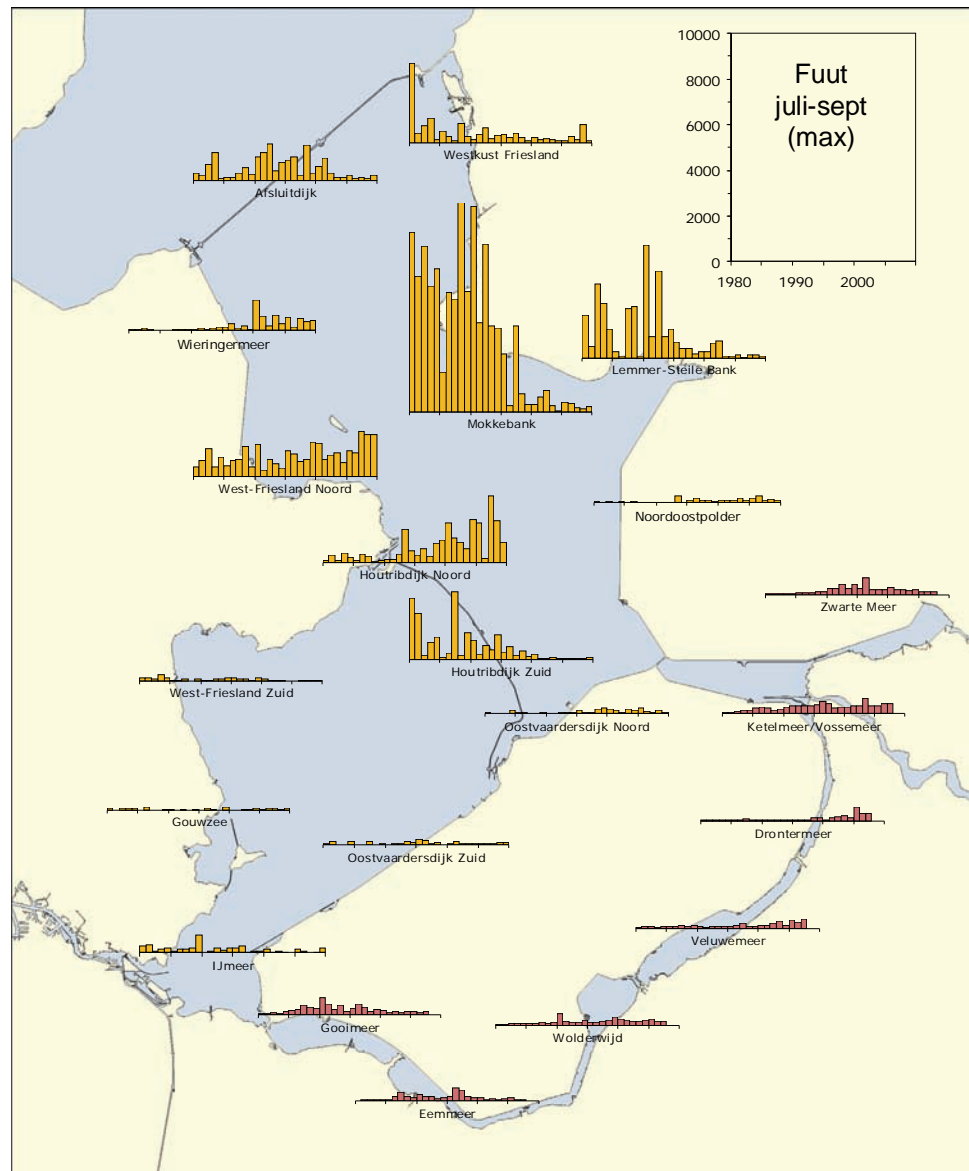 10000
8000
6000
4000
2000
0
1980 1990 2000
Fuut
juli-sept
(max)
Westkust Friesland
Afsluitdijk
Wieringermeer
Lemmer-Steile Bank
Mokkebank
West-Friesland Noord
Noordoostpolder
Houtribdijk Noord
Zwarte Meer
Houtribdijk Zuid
West-Friesland Zuid
Oostvaardersdijk Noord
Ketelmeer/Vossemeer
Gouwzee
Drontermeer
Oostvaardersdijk Zuid
Veluwemeer
IJmeer
Gooimeer
Wolderwijd
Eemmeer